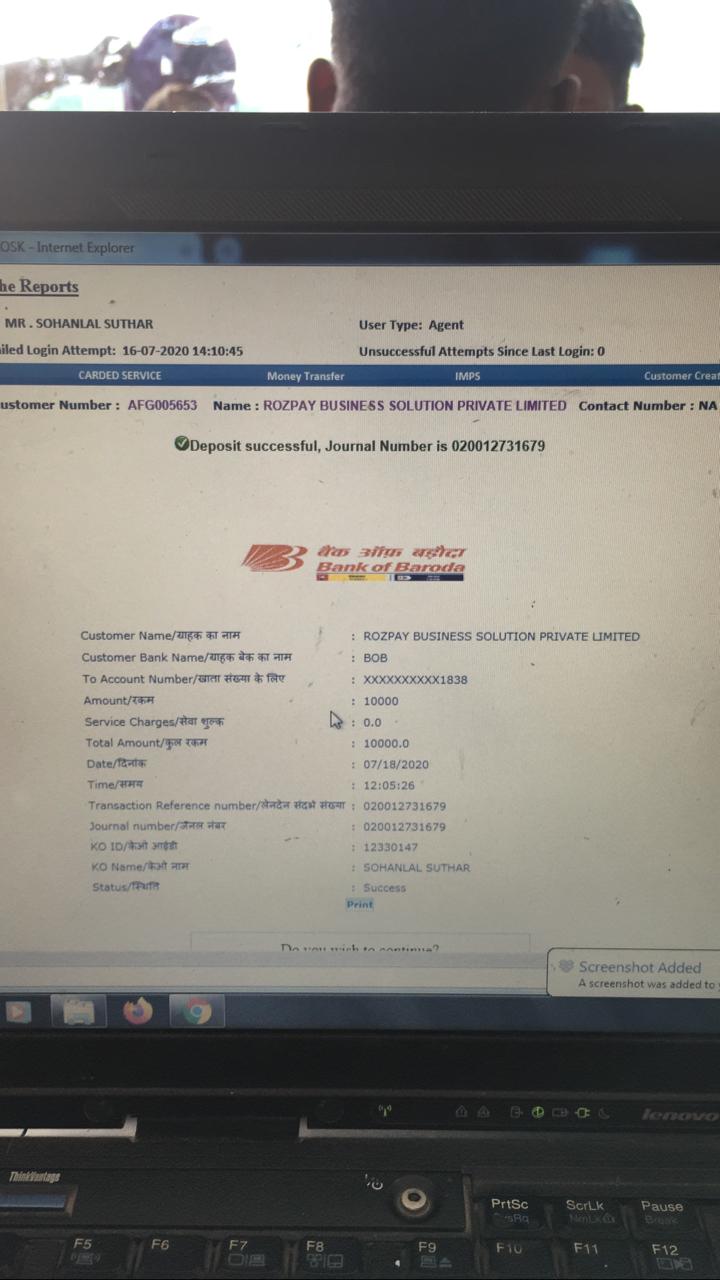 OSK - Internet Explorer
he Reports
MR . SOHANLAL SUTHAR User Type: Agent
iled Login Attempt: 16-07-2020 14:10:45 Unsuccessful Attempts Since Last Login: 0
CARDED SERVICE Money Transfer IMPS Customer Creat
ustomer Number : AFG005653 Name : ROZPAY BUSINESS SOLUTION PRIVATE LIMITED Contact Number : NA
Deposit successful, Journal Number is 020012731679
बैंक ऑफ़ बड़ौदा
Bank of Baroda
Customer Name/ग्राहक का नाम : ROZPAY BUSINESS SOLUTION PRIVATE LIMITED
Customer Bank Name/ग्राहक बेंक का नाम : BOB
To Account Number/खाता संख्या के लिए : XXXXXXXXXX1838
Amount/रकम : 10000
Service Charges/सेवा शुल्क : 0.0
Total Amount/कुल रकम : 10000.0
Date/दिनांक : 07/18/2020
Time/समय : 12:05:26
Transaction Reference number/लेनदेन संदर्भ संख्या : 020012731679
Journal number/जॅनल नंबर : 020012731679
KO ID/केओ आईडी : 12330147
KO Name/केओ नाम : SOHANLAL SUTHAR
Status/स्थिति : Success
Print
Do you wish to continue?
Screenshot Added
A screenshot was added to
lenovo
ThinkVantage
PrtSc ScrLk Pause
SysRq NmLk Break
F5 F6 F7 F8 F9 F10 F11 F12